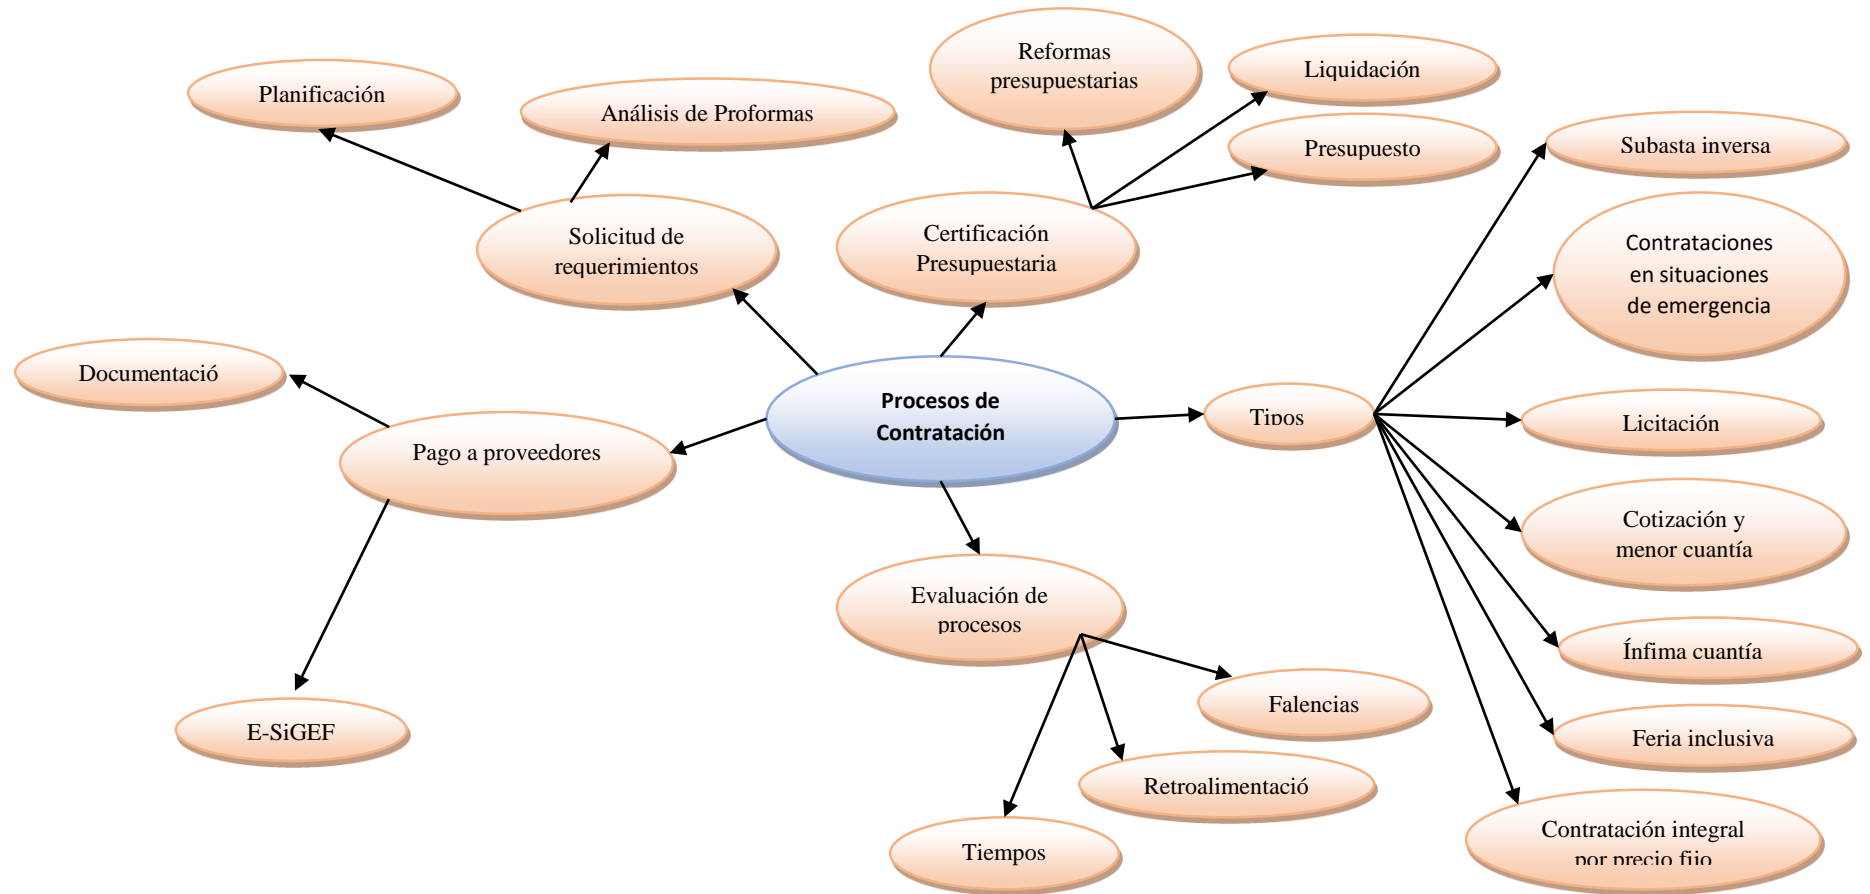 Reformas
presupuestarias
Liquidación
Planificación
Análisis de Proformas
Presupuesto
Subasta inversa
Solicitud de
requerimientos
Certificación
Presupuestaria
Contrataciones
en situaciones
de emergencia
Documentació
Procesos de
Contratación
Tipos
Licitación
Pago a proveedores
Cotización y
menor cuantía
Evaluación de
procesos
Ínfima cuantía
Falencias
E-SiGEF
Feria inclusiva
Retroalimentació
Tiempos
Contratación integral
por precio fijo